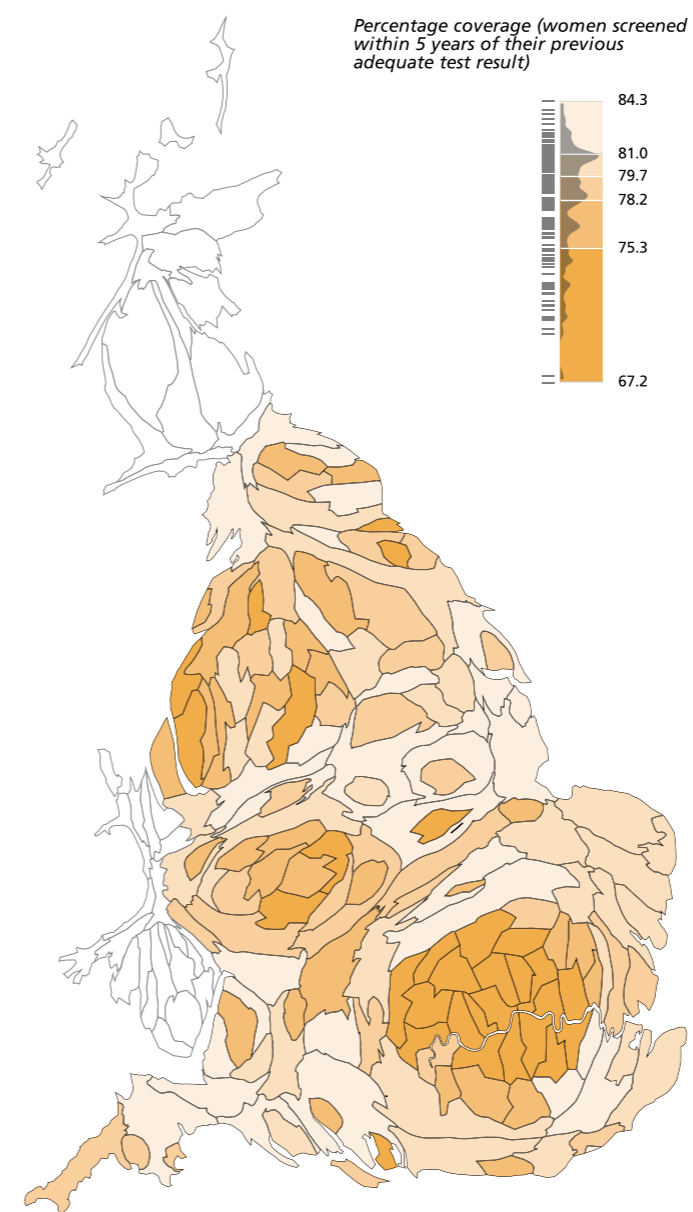 Percentage coverage (women screened
within 5 years of their previous
adequate test result)
84.3
81.0
79.7
78.2
75.3
67.2